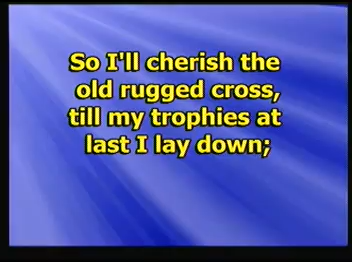 So I'll cherish the
old rugged cross,
till my trophies at
last I lay down;